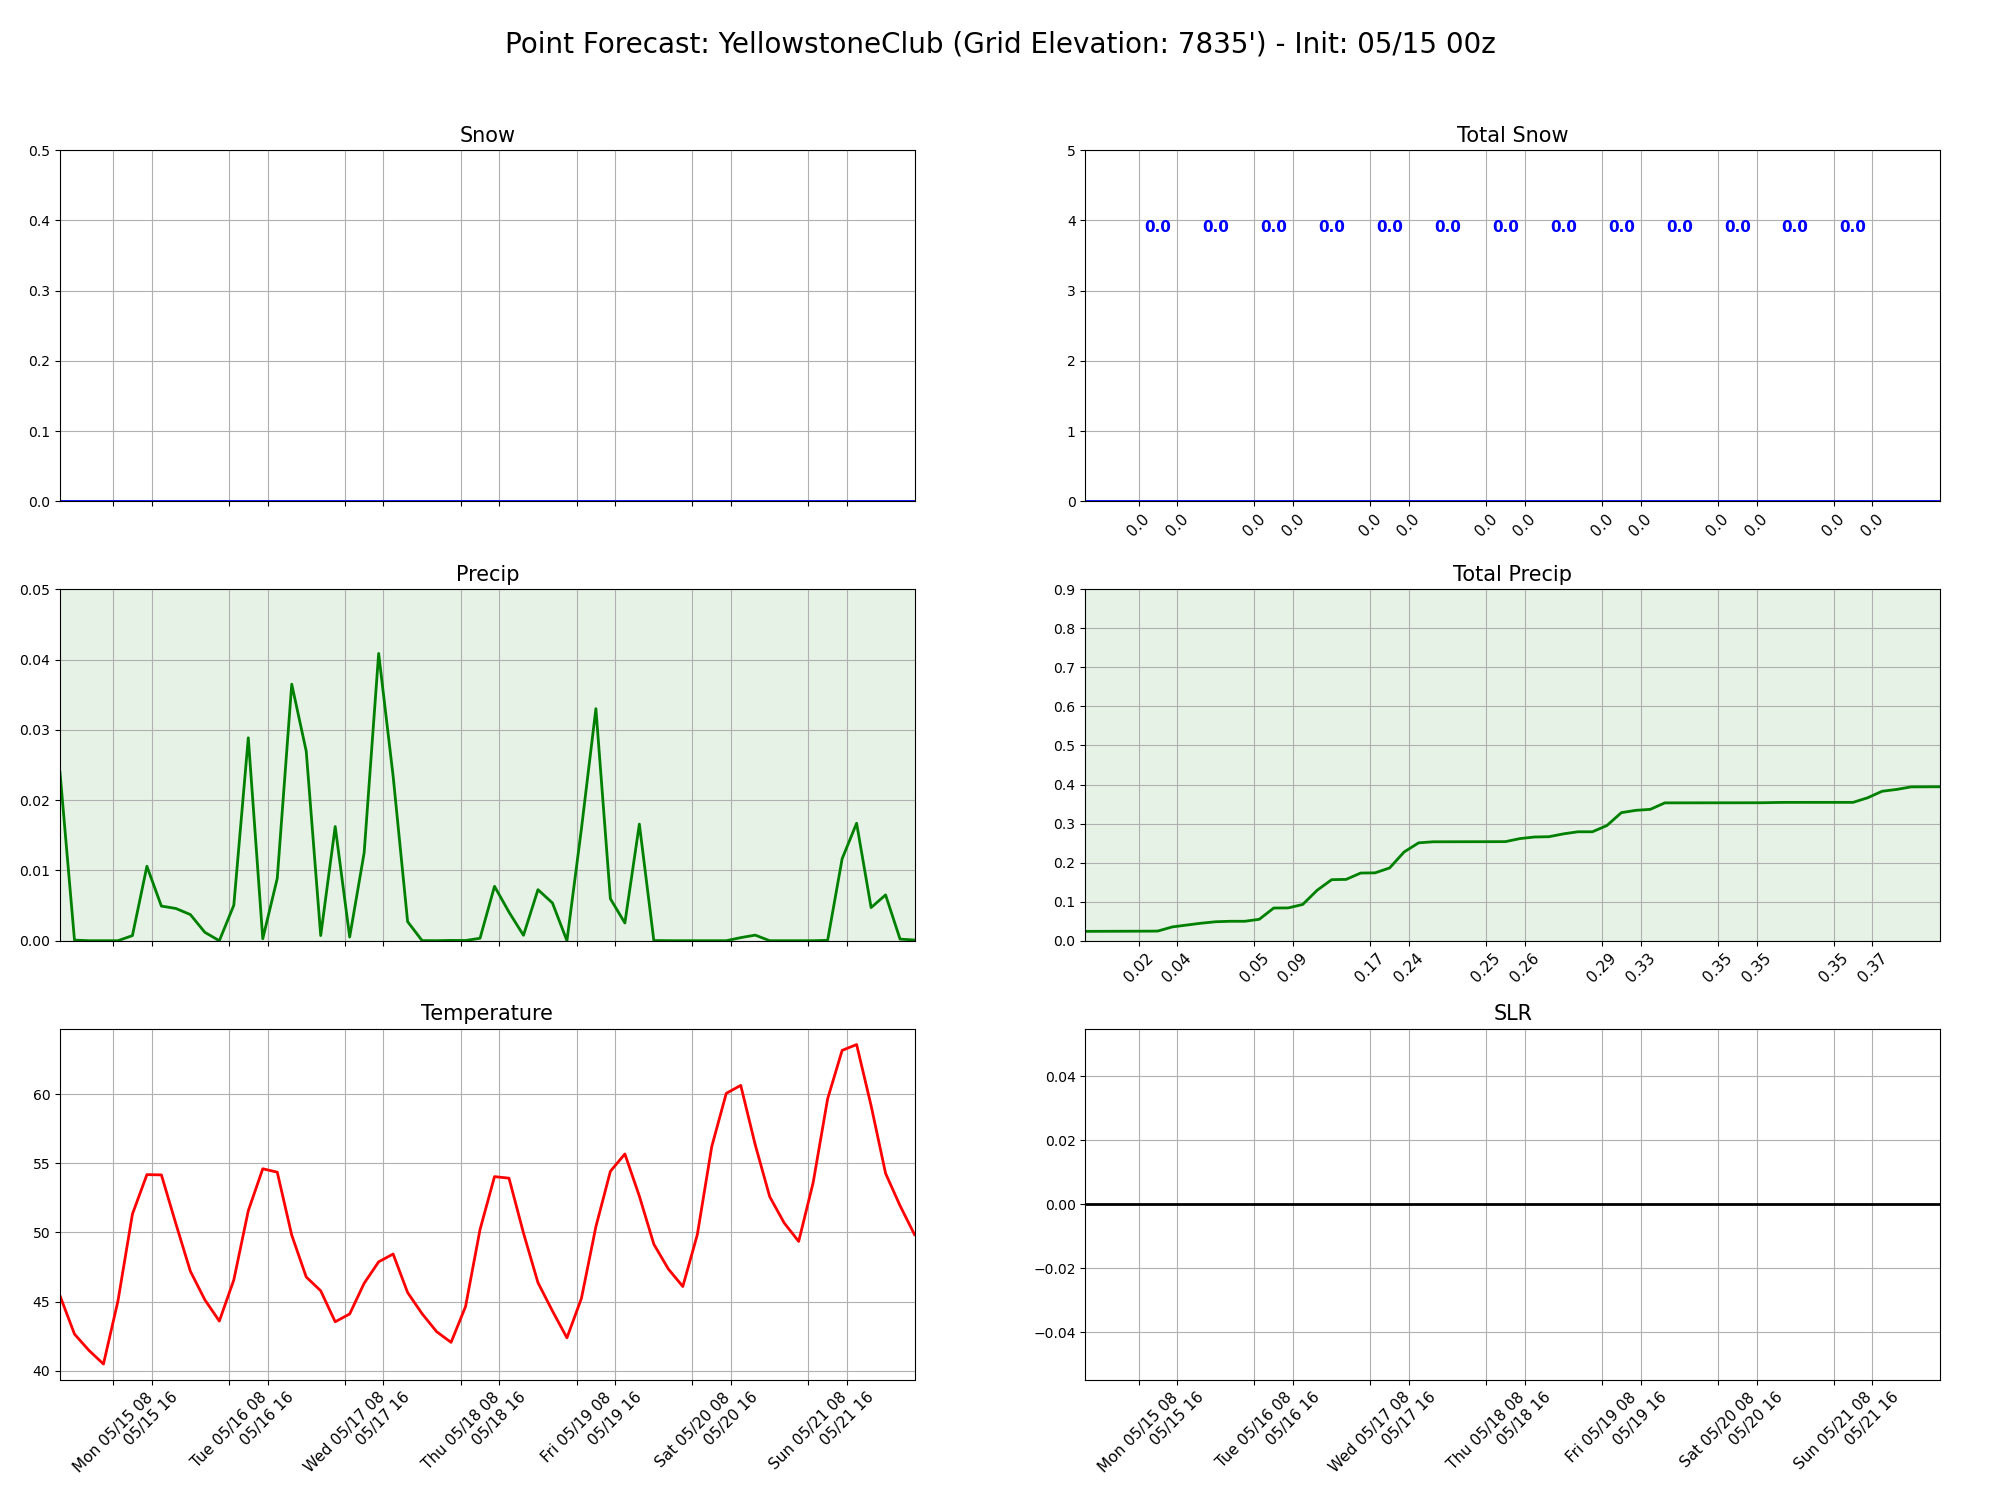 Point Forecast: YellowstoneClub (Grid Elevation: 7835') - Init: 05/15 00z
Snow
0.5
0.4
0.3
0.2
0.1
0.0
Total Snow
5
4
3
2
1
0
0.0 0.0 0.0 0.0 0.0 0.0 0.0 0.0 0.0 0.0 0.0 0.0 0.0
0.0 0.0 0.0 0.0 0.0 0.0 0.0 0.0 0.0 0.0 0.0 0.0 0.0 0.0
Precip
0.05
0.04
0.03
0.02
0.01
0.00
Total Precip
0.9
0.8
0.7
0.6
0.5
0.4
0.3
0.2
0.1
0.0
0.02 0.04 0.05 0.09 0.17 0.24 0.25 0.26 0.29 0.33 0.35 0.35 0.35 0.37
Temperature
60
55
50
45
40
Mon 05/15 08
05/15 16
Tue 05/16 08
05/16 16
Wed 05/17 08
05/17 16
Thu 05/18 08
05/18 16
Fri 05/19 08
05/19 16
Sat 05/20 08
05/20 16
Sun 05/21 08
05/21 16
SLR
0.04
0.02
0.00
−0.02
−0.04
Mon 05/15 08
05/15 16
Tue 05/16 08
05/16 16
Wed 05/17 08
05/17 16
Thu 05/18 08
05/18 16
Fri 05/19 08
05/19 16
Sat 05/20 08
05/20 16
Sun 05/21 08
05/21 16